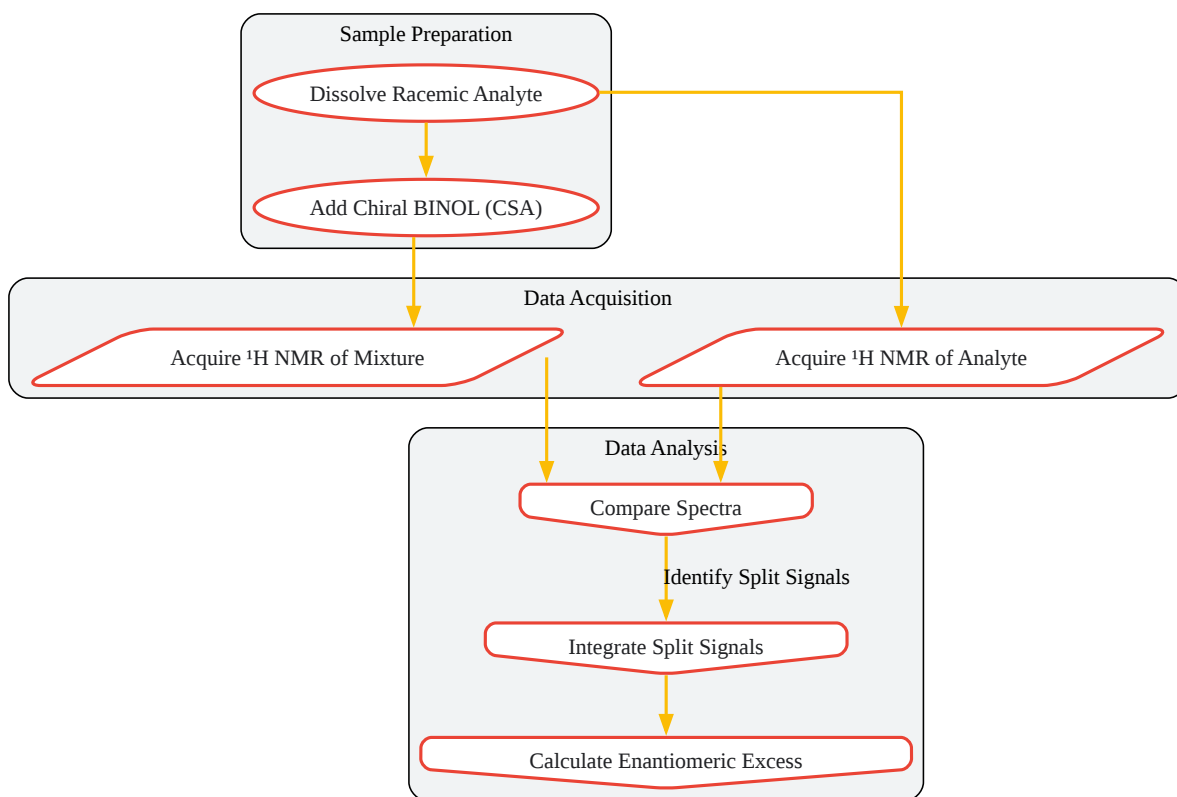 Sample Preparation
Dissolve Racemic Analyte
Add Chiral BINOL (CSA)
Data Acquisition
Acquire ¹H NMR of Mixture
Acquire ¹H NMR of Analyte
Data Analysis
Compare Spectra
Identify Split Signals
Integrate Split Signals
Calculate Enantiomeric Excess